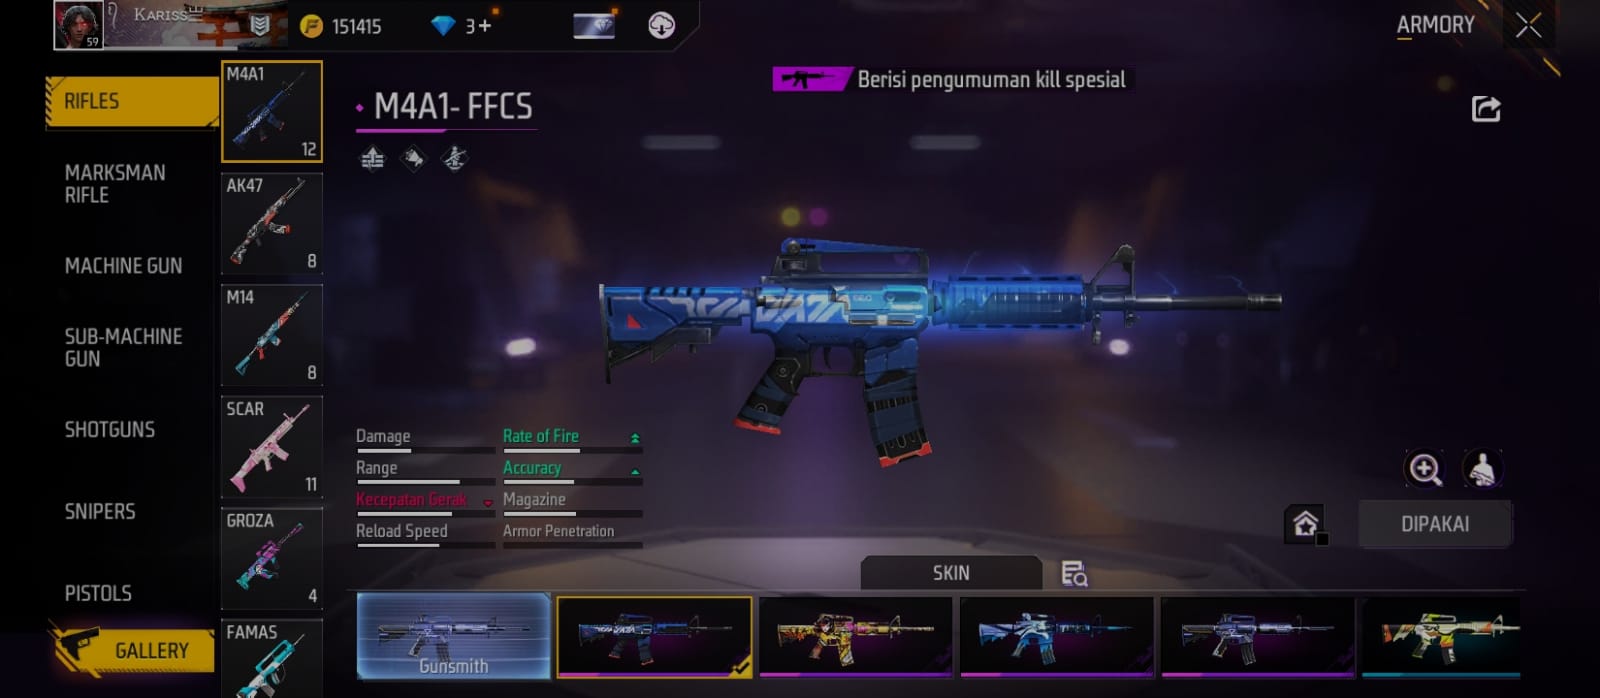 Kariss
59
151415
3+
ARMORY
RIFLES
MARKSMAN
RIFLE
MACHINE GUN
SUB-MACHINE
GUN
SHOTGUNS
SNIPERS
PISTOLS
GALLERY
M4A1
12
AK47
8
M14
8
SCAR
11
GROZA
4
FAMAS
M4A1- FFCS
Berisi pengumuman kill spesial
Damage
Rate of Fire
Range
Accuracy
Kecepatan Gerak
Magazine
Reload Speed
Armor Penetration
DIPAKAI
SKIN
Gunsmith